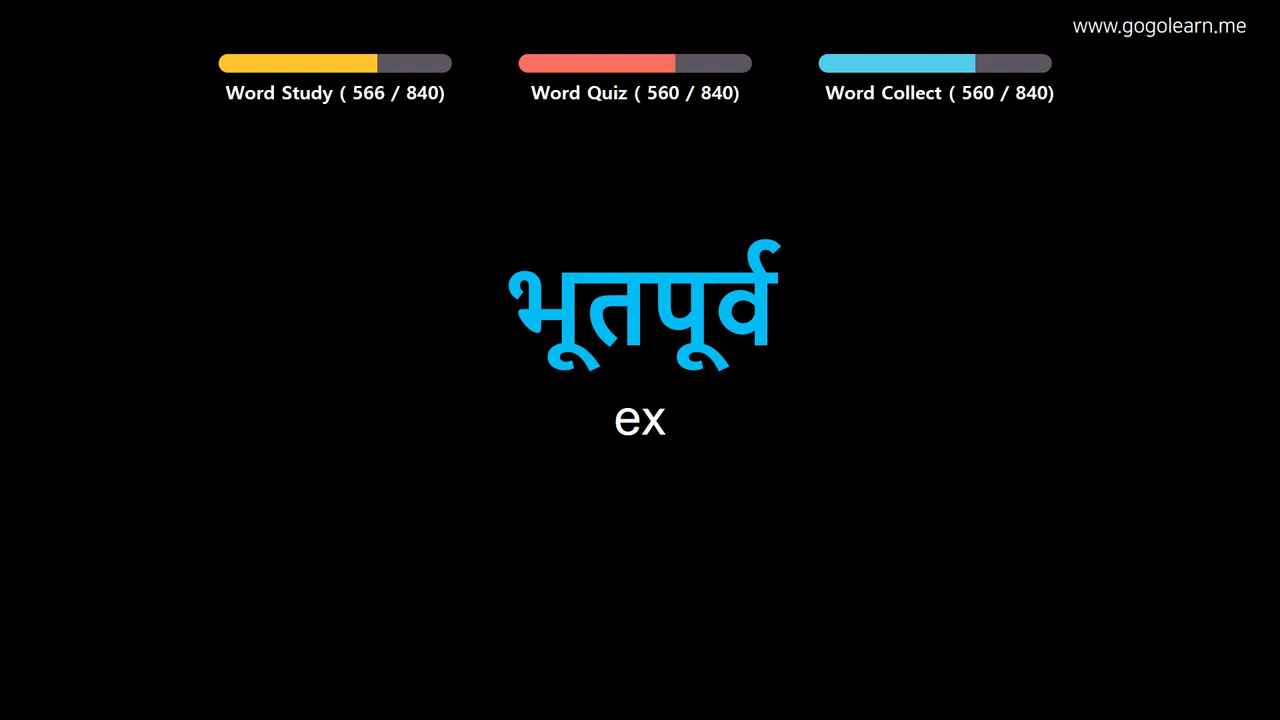 www.gogolearn.me
Word Study ( 566 / 840)
Word Quiz ( 560 / 840)
Word Collect ( 560 / 840)
भूतपूर्व
ex